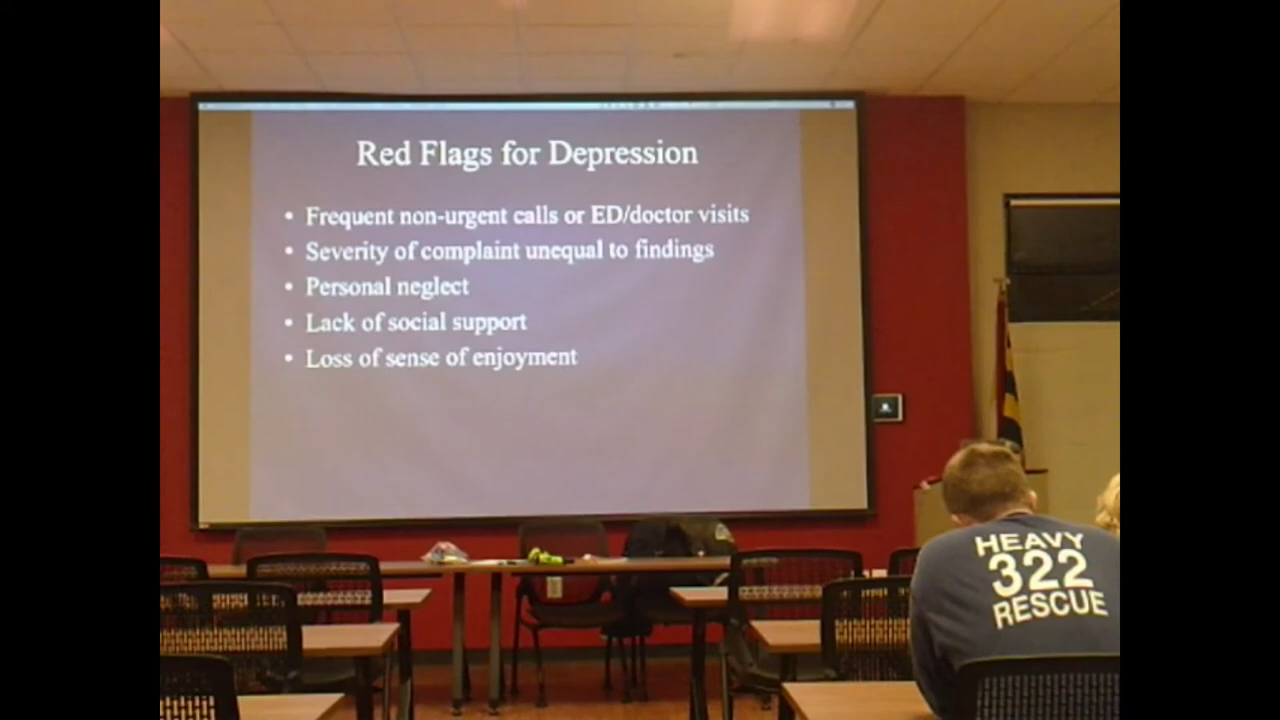 Red Flags for Depression
• Frequent non-urgent calls or ED/doctor visits
• Severity of complaint unequal to findings
• Personal neglect
• Lack of social support
• Loss of sense of enjoyment
HEAVY
322
RESCUE